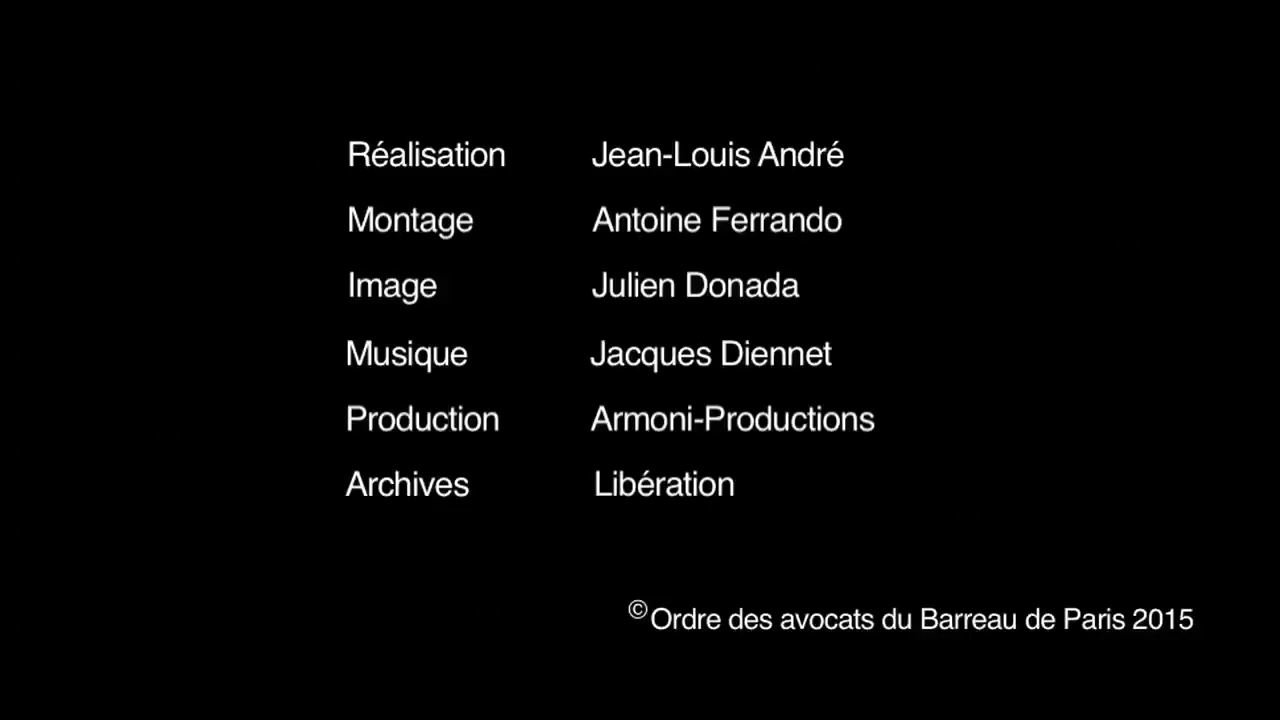 Réalisation Jean-Louis André
Montage Antoine Ferrando
Image Julien Donada
Musique Jacques Diennet
Production Armoni-Productions
Archives Libération
©Ordre des avocats du Barreau de Paris 2015